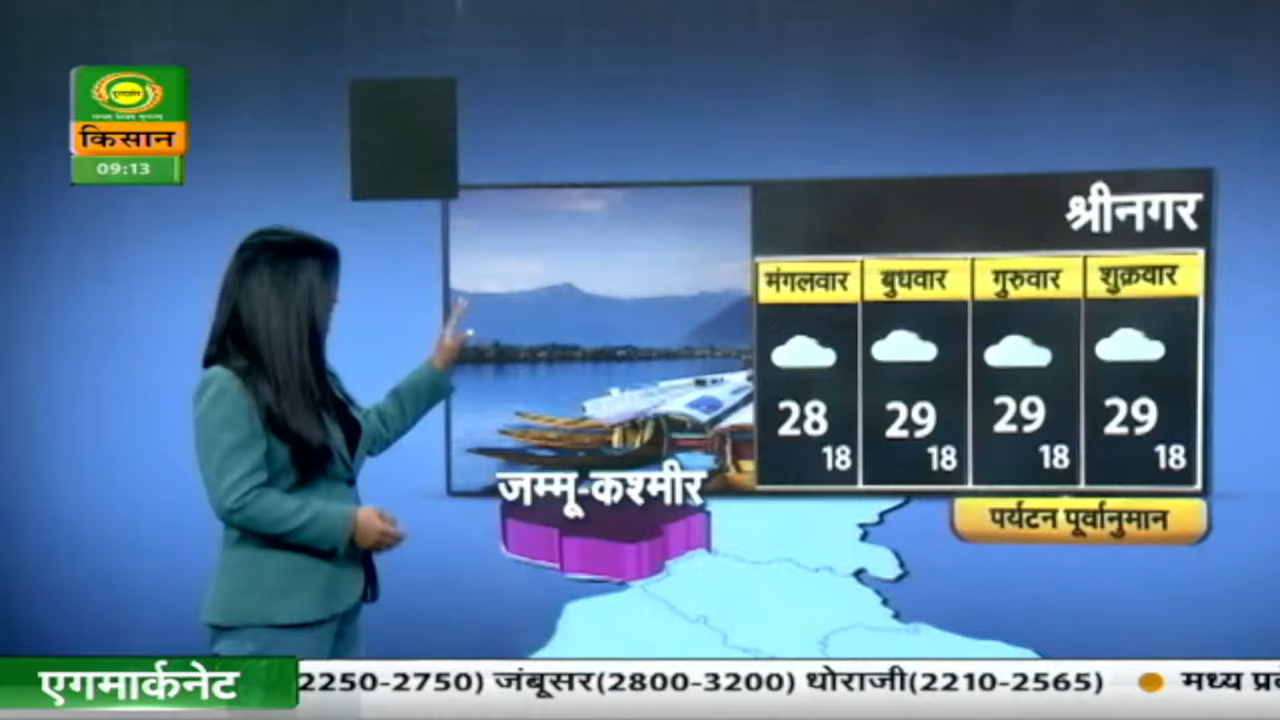 किसान
09:13
श्रीनगर
मंगलवार बुधवार गुरुवार शुक्रवार
28 29 29 29
18 18 18 18
जम्मू-कश्मीर
पर्यटन पूर्वानुमान
एगमार्कनेट 2250-2750) जंबूसर(2800-3200) धोराजी(2210-2565) मध्य